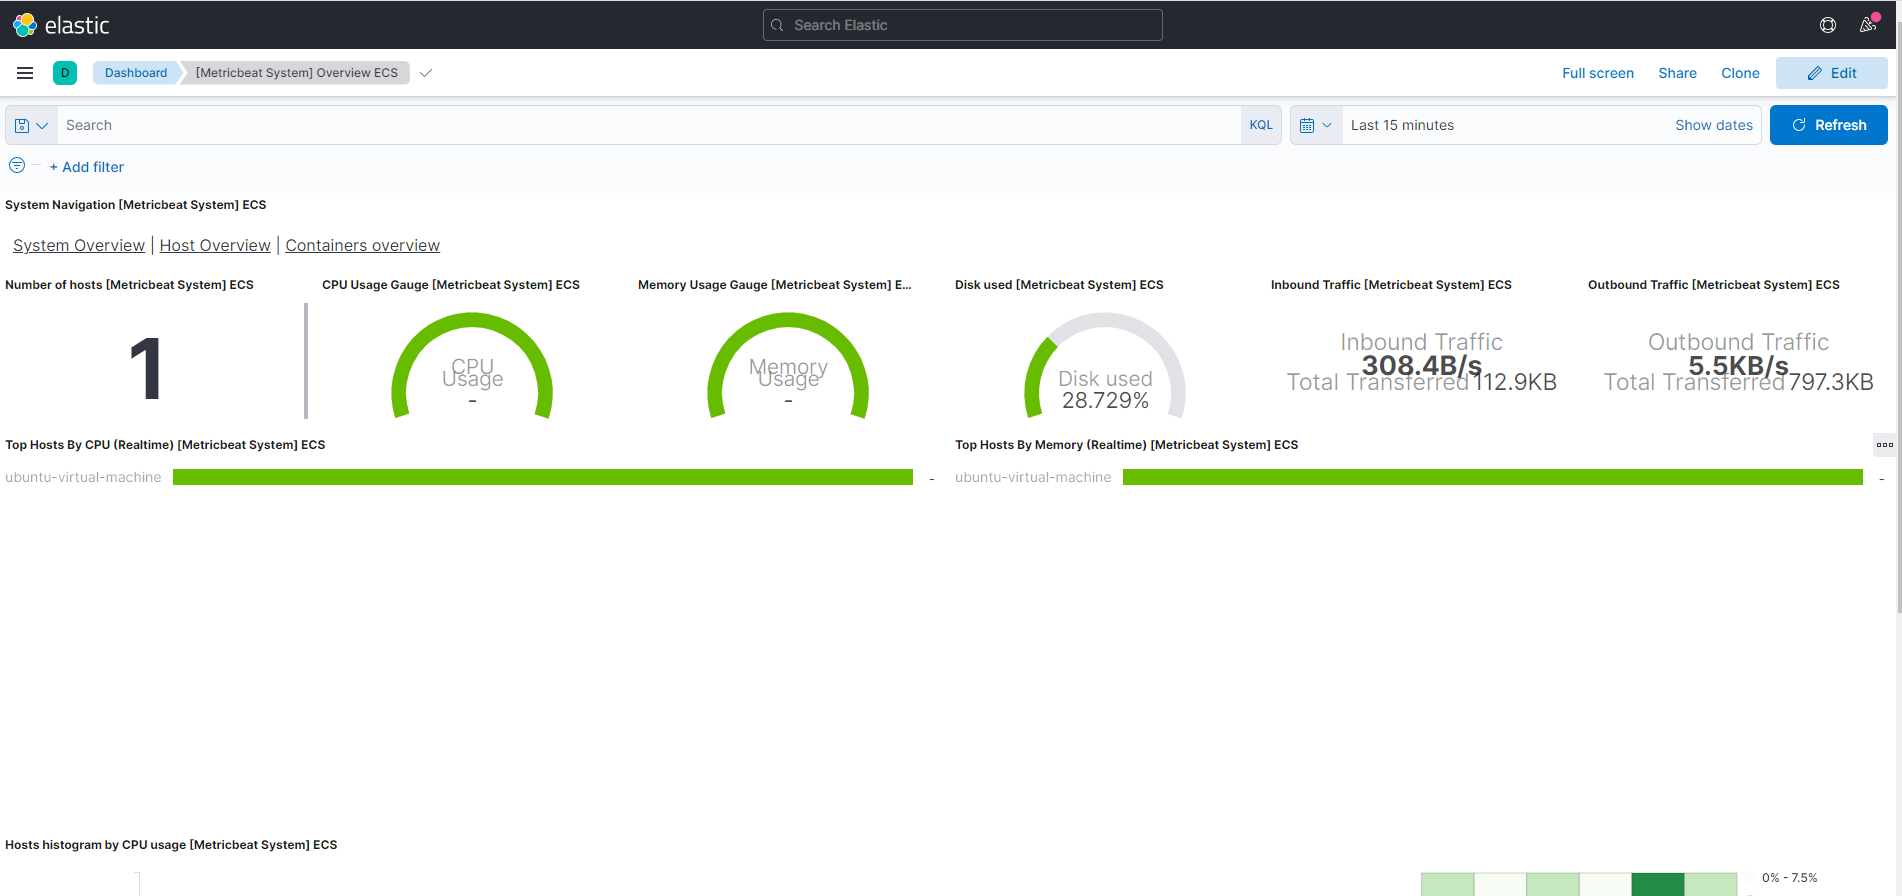 elastic
Search Elastic
D
Dashboard
[Metricbeat System] Overview ECS
Full screen
Share
Clone
Edit
Search
KQL
Last 15 minutes
Show dates
Refresh
+ Add filter
System Navigation [Metricbeat System] ECS
System Overview | Host Overview | Containers overview
Number of hosts [Metricbeat System] ECS
1
CPU Usage Gauge [Metricbeat System] ECS
CPU
Usage
-
Memory Usage Gauge [Metricbeat System] E...
Memory
Usage
-
Disk used [Metricbeat System] ECS
Disk used
28.729%
Inbound Traffic [Metricbeat System] ECS
Inbound Traffic
308.4B/s
Total Transferred 112.9KB
Outbound Traffic [Metricbeat System] ECS
Outbound Traffic
5.5KB/s
Total Transferred 797.3KB
Top Hosts By CPU (Realtime) [Metricbeat System] ECS
ubuntu-virtual-machine -
Top Hosts By Memory (Realtime) [Metricbeat System] ECS
ubuntu-virtual-machine -
Hosts histogram by CPU usage [Metricbeat System] ECS
0% - 7.5%